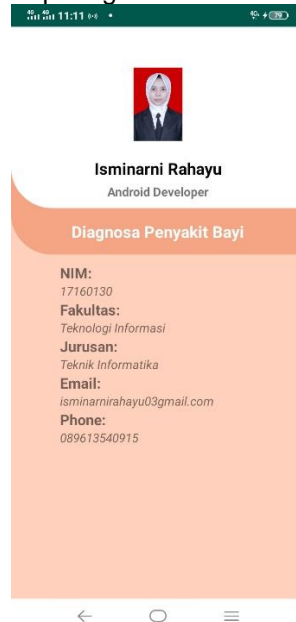 11:11
79
Isminarni Rahayu
Android Developer
Diagnosa Penyakit Bayi
NIM:
17160130
Fakultas:
Teknologi Informasi
Jurusan:
Teknik Informatika
Email:
isminarnirahayu03gmail.com
Phone:
089613540915